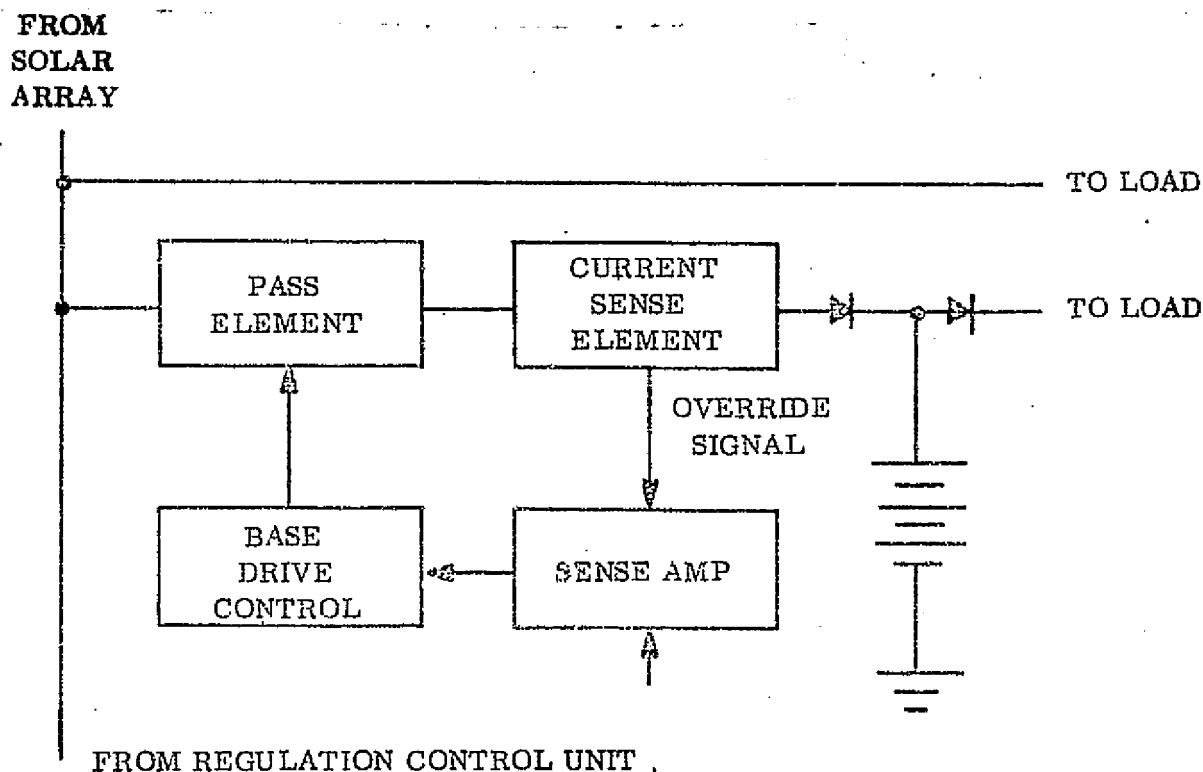 FROM
SOLAR
ARRAY
TO LOAD
PASS
ELEMENT
CURRENT
SENSE
ELEMENT
TO LOAD
OVERRIDE
SIGNAL
BASE
DRIVE
CONTROL
SENSE AMP
FROM REGULATION CONTROL UNIT